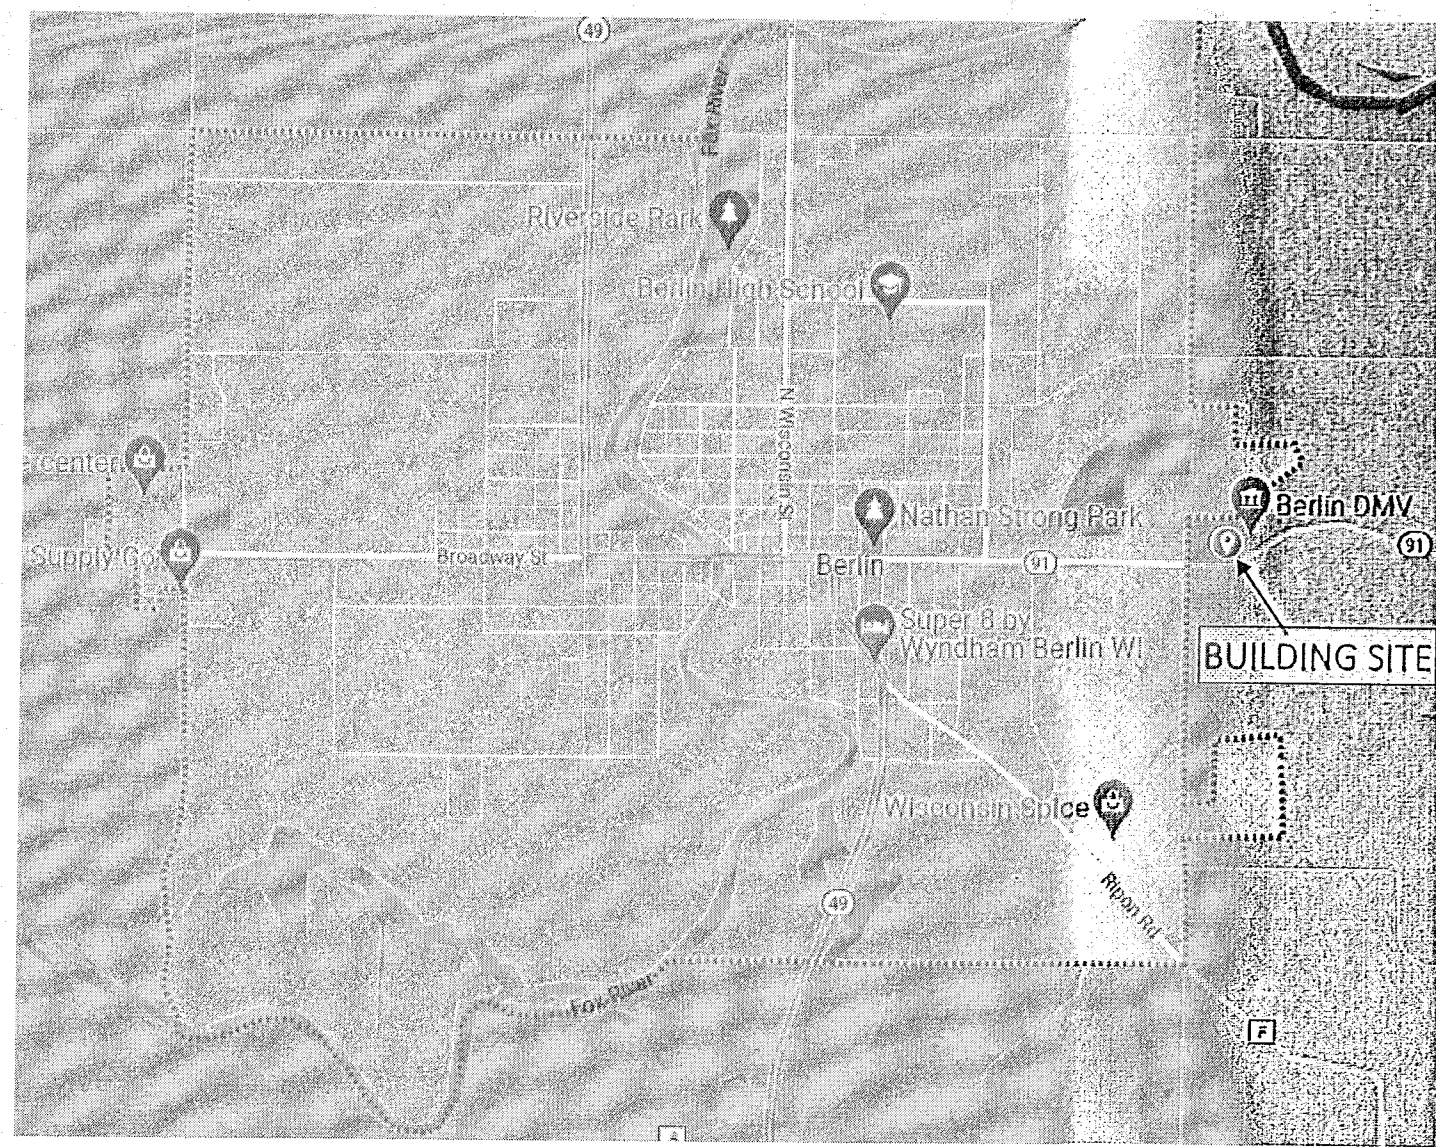 49
Fox River
Riverside Park
Berlin High School
N Wisconsin St
ercenter
Berlin DMV
Nathan Strong Park
91
Supply Co
Broadway St
Berlin
91
Super 8 by
Wyndham Berlin WI
BUILDING SITE
Wisconsin Spice
Ripon Rd
49
Fox River
F
A